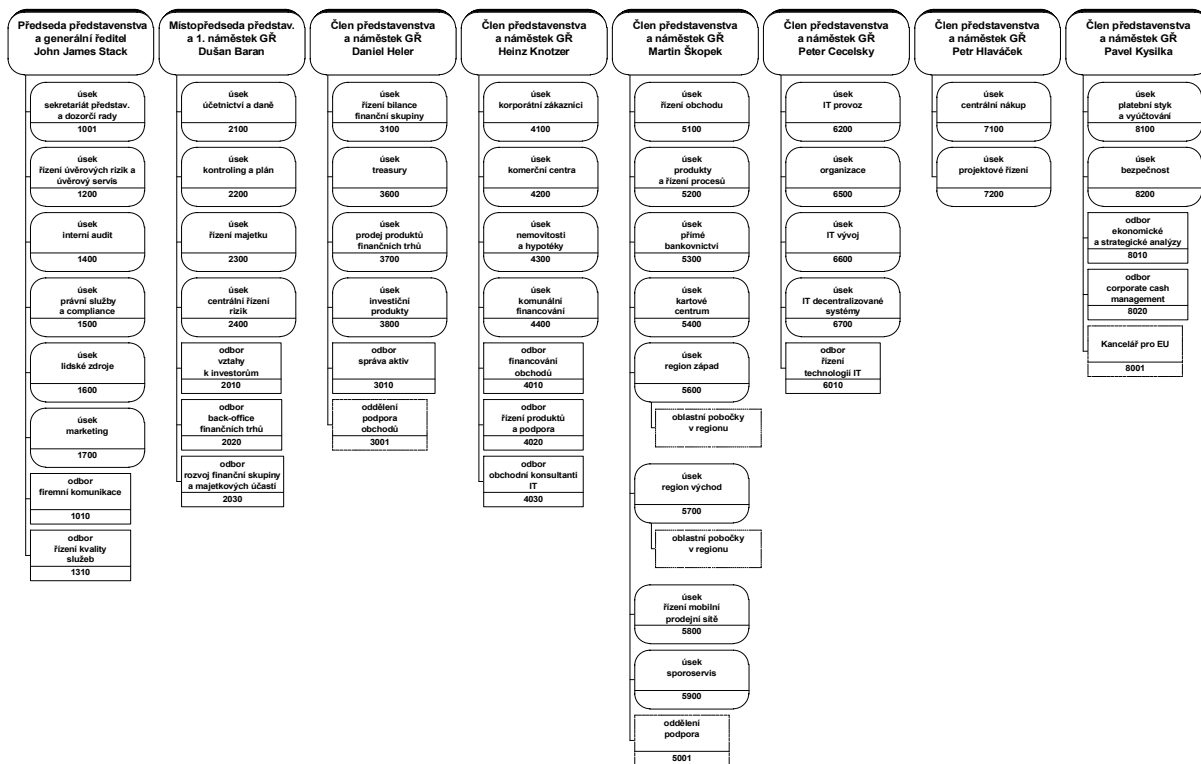 Předseda představenstva
a generální ředitel
John James Stack
úsek
sekretariát představ.
a dozorčí rady
1001
úsek
řízení úvěrových rizik a
úvěrový servis
1200
úsek
interní audit
1400
úsek
právní služby
a compliance
1500
úsek
lidské zdroje
1600
úsek
marketing
1700
odbor
firemní komunikace
1010
odbor
řízení kvality
služeb
1310
Místopředseda představ.
a 1. náměstek GŘ
Dušan Baran
úsek
účetnictví a daně
2100
úsek
kontroling a plán
2200
úsek
řízení majetku
2300
úsek
centrální řízení
rizik
2400
odbor
vztahy
k investorům
2010
odbor
back-office
finančních trhů
2020
odbor
rozvoj finanční skupiny
a majetkových účastí
2030
Člen představenstva
a náměstek GŘ
Daniel Heler
úsek
řízení bilance
finanční skupiny
3100
úsek
treasury
3600
úsek
prodej produktů
finančních trhů
3700
úsek
investiční
produkty
3800
odbor
správa aktiv
3010
oddělení
podpora
obchodů
3001
Člen představenstva
a náměstek GŘ
Heinz Knotzer
úsek
korporátní zákazníci
4100
úsek
komerční centra
4200
úsek
nemovitosti
a hypotéky
4300
úsek
komunální
financování
4400
odbor
financování
obchodů
4010
odbor
řízení produktů
a podpora
4020
odbor
obchodní konsultanti
IT
4030
Člen představenstva
a náměstek GŘ
Martin Škopek
úsek
řízení obchodu
5100
úsek
produkty
a řízení procesů
5200
úsek
přímé
bankovnictví
5300
úsek
kartové
centrum
5400
úsek
region západ
5600
oblastní pobočky
v regionu
úsek
region východ
5700
oblastní pobočky
v regionu
úsek
řízení mobilní
prodejní sítě
5800
úsek
sporoservis
5900
oddělení
podpora
5001
Člen představenstva
a náměstek GŘ
Peter Cecelsky
úsek
IT provoz
6200
úsek
organizace
6500
úsek
IT vývoj
6600
úsek
IT decentralizované
systémy
6700
odbor
řízení
technologií IT
6010
Člen představenstva
a náměstek GŘ
Petr Hlaváček
úsek
centrální nákup
7100
úsek
projektové řízení
7200
Člen představenstva
a náměstek GŘ
Pavel Kysilka
úsek
platební styk
a vyúčtování
8100
úsek
bezpečnost
8200
odbor
ekonomické
a strategické analýzy
8010
odbor
corporate cash
management
8020
Kancelář pro EU
8001